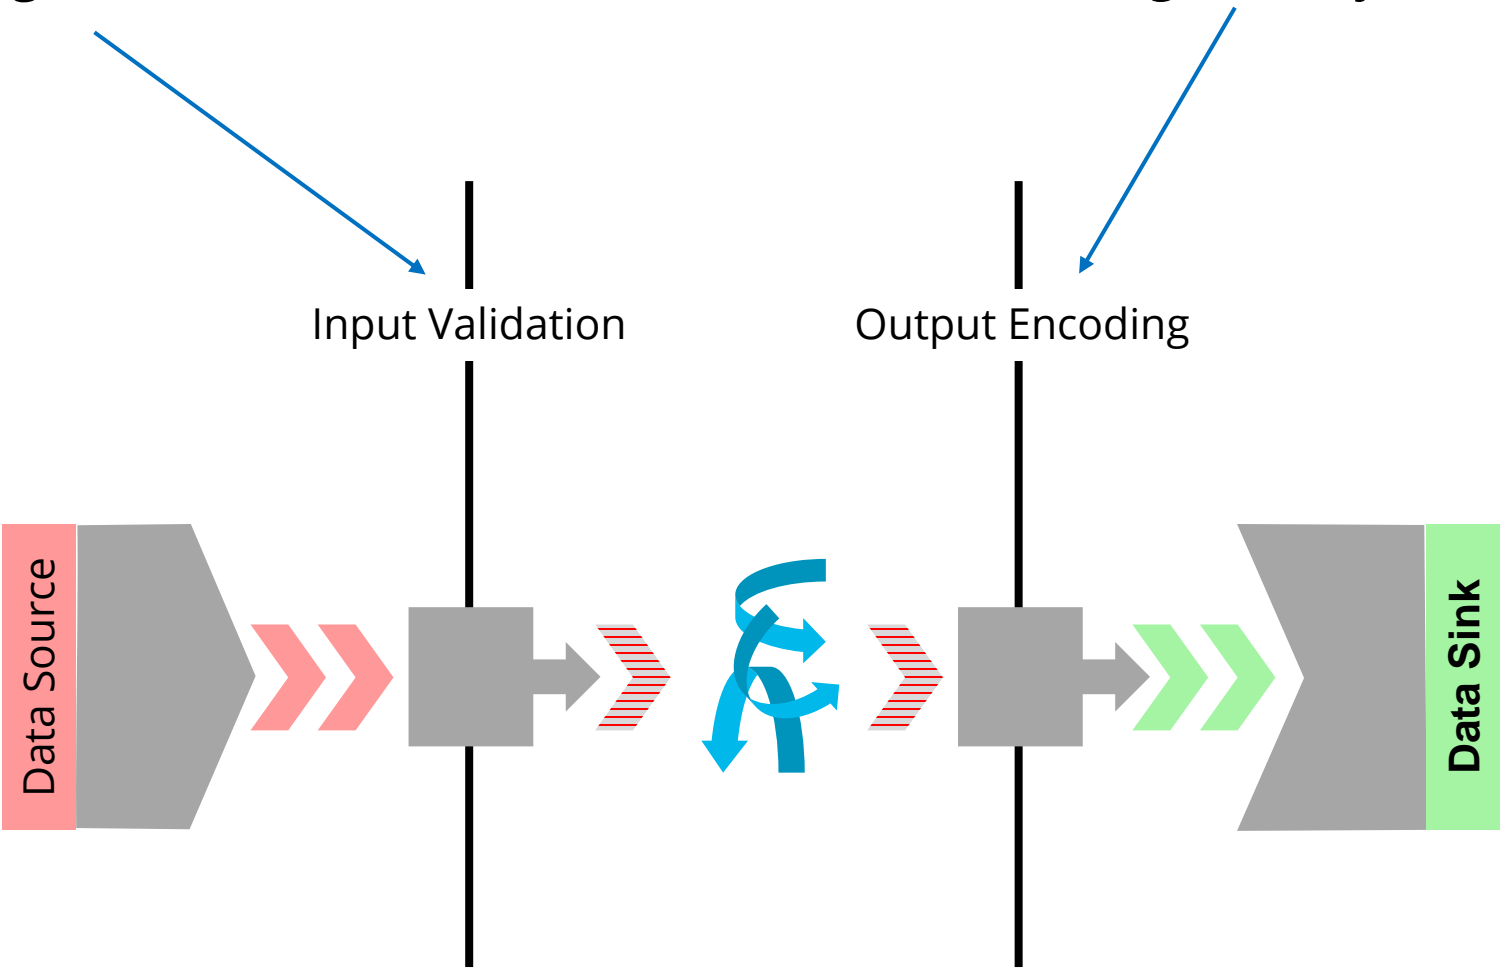 Input Validation
Output Encoding
Data Source
Data Sink